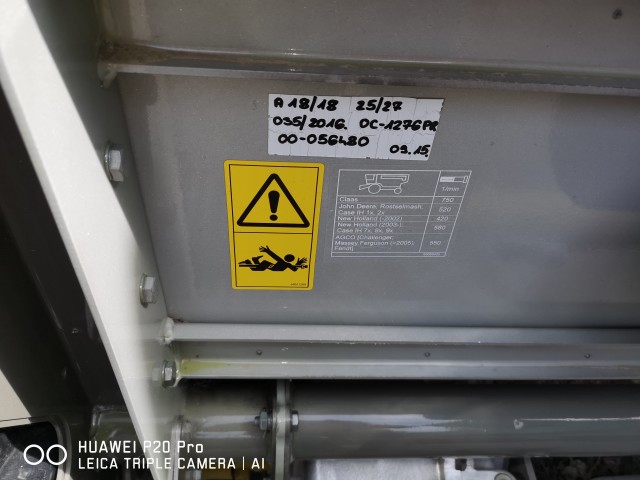 A 18/18 25/27
035/2016. OC-1276PR
00-056480 09.15.
1/min
Claas 750
John Deere; Rostselmash; Case IH 1x, 2x 520
New Holland (-2002) 420
New Holland (2003-) Case IH 7x, 8x, 9x 580
AGCO (Challenger; Massey Ferguson (>2005); Fendt) 550
HUAWEI P20 Pro
LEICA TRIPLE CAMERA | AI